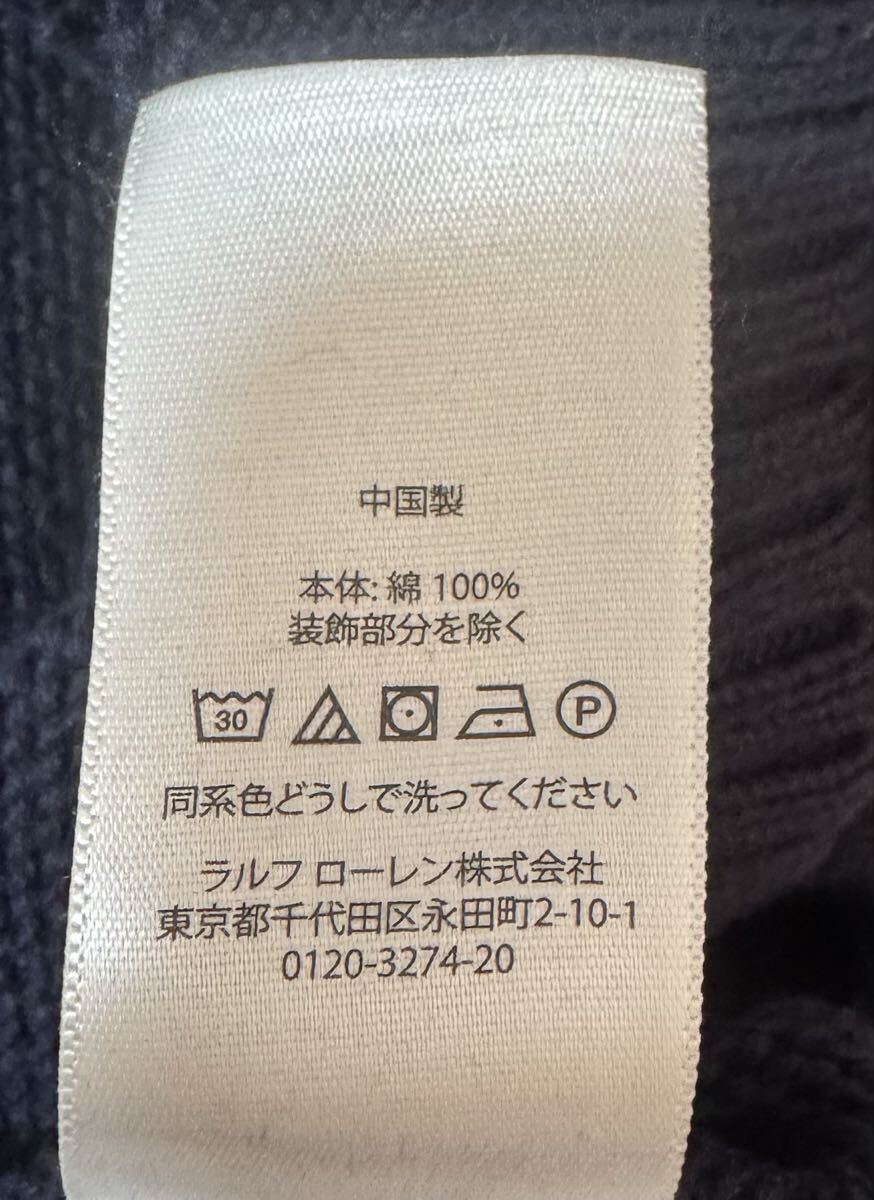 中国製
本体: 綿 100%
装飾部分を除く
30 P
同系色どうしで洗ってください
ラルフ ローレン株式会社
東京都千代田区永田町2-10-1
0120-3274-20